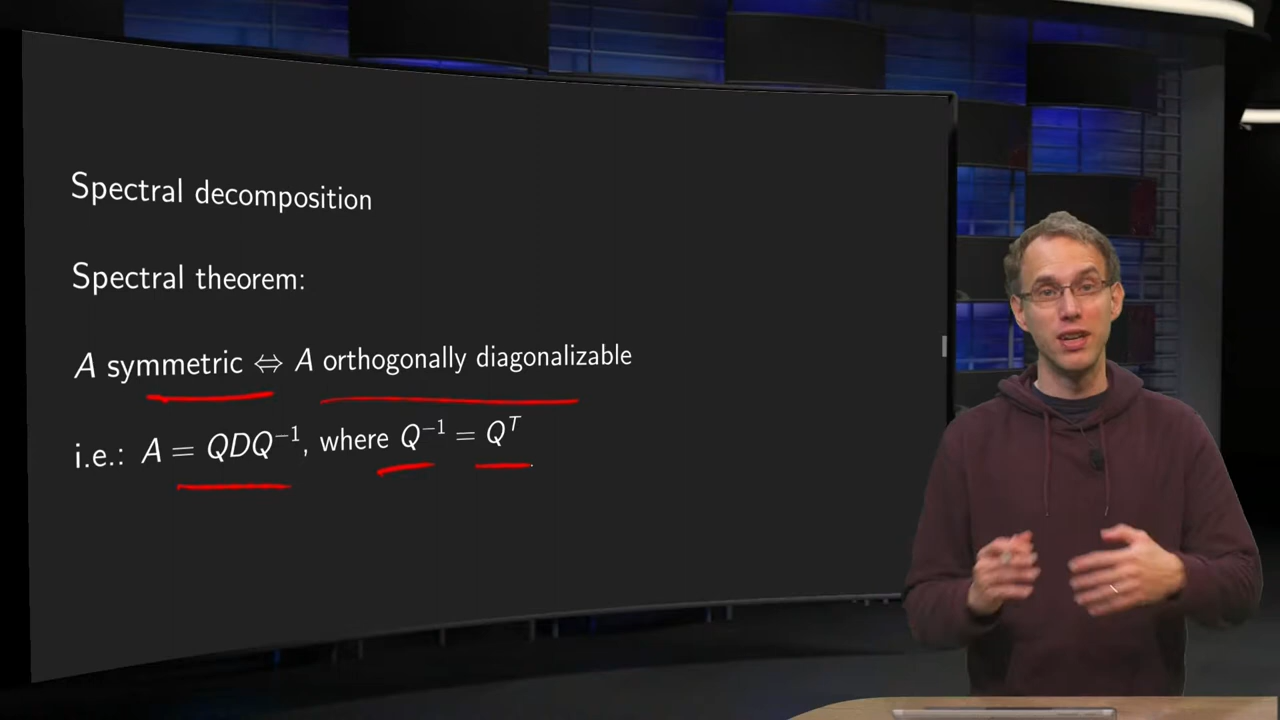 Spectral decomposition
Spectral theorem:
A symmetric ⇔ A orthogonally diagonalizable
i.e.: A = QDQ⁻¹, where Q⁻¹ = Qᵀ